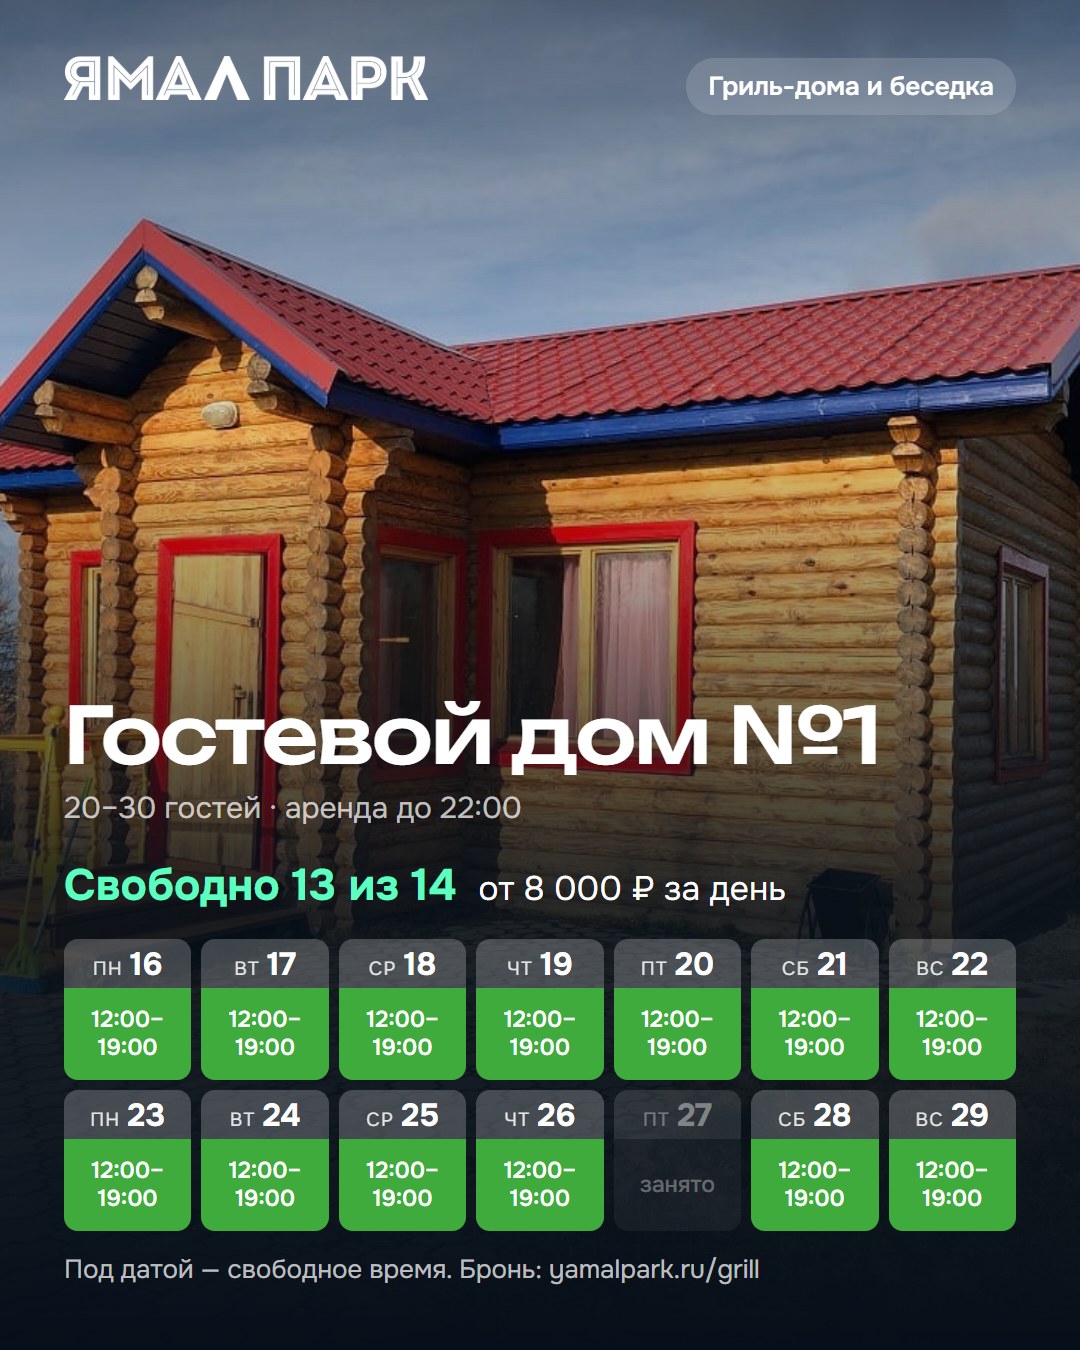 ЯМАЛ ПАРК
Гриль-дома и беседка
Гостевой дом №1
20–30 гостей · аренда до 22:00
Свободно 13 из 14 от 8 000 ₽ за день
ПН 16 ВТ 17 СР 18 ЧТ 19 ПТ 20 СБ 21 ВС 22
12:00– 12:00– 12:00– 12:00– 12:00– 12:00– 12:00–
19:00 19:00 19:00 19:00 19:00 19:00 19:00
ПН 23 ВТ 24 СР 25 ЧТ 26 ПТ 27 СБ 28 ВС 29
12:00– 12:00– 12:00– 12:00– занято 12:00– 12:00–
19:00 19:00 19:00 19:00 19:00 19:00
Под датой — свободное время. Бронь: yamalpark.ru/grill